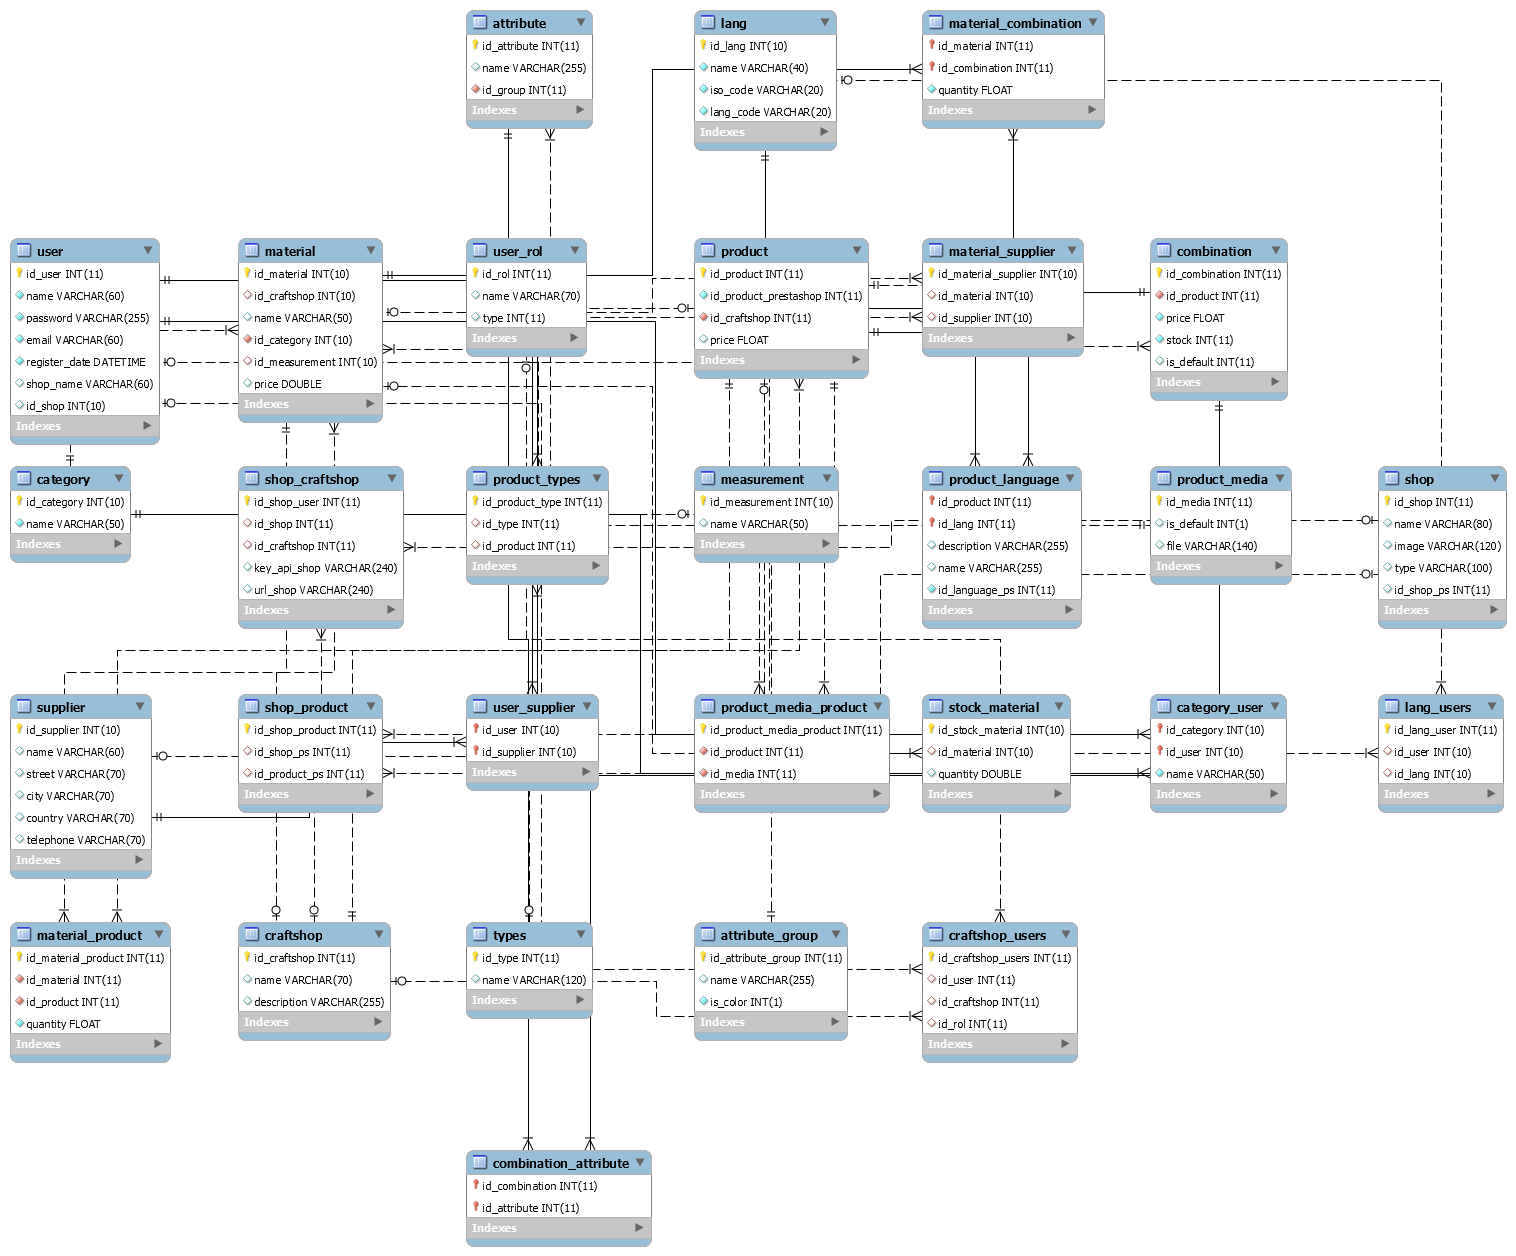 attribute
id_attribute INT(11)
name VARCHAR(255)
id_group INT(11)
Indexes
lang
id_lang INT(10)
name VARCHAR(40)
iso_code VARCHAR(20)
lang_code VARCHAR(20)
Indexes
material_combination
id_material INT(11)
id_combination INT(11)
quantity FLOAT
Indexes
user
id_user INT(11)
name VARCHAR(60)
password VARCHAR(255)
email VARCHAR(60)
register_date DATETIME
shop_name VARCHAR(60)
id_shop INT(10)
Indexes
material
id_material INT(10)
id_craftshop INT(10)
name VARCHAR(50)
id_category INT(10)
id_measurement INT(10)
price DOUBLE
Indexes
user_rol
id_rol INT(11)
name VARCHAR(70)
type INT(11)
Indexes
product
id_product INT(11)
id_product_prestashop INT(11)
id_craftshop INT(11)
price FLOAT
Indexes
material_supplier
id_material_supplier INT(10)
id_material INT(10)
id_supplier INT(10)
Indexes
combination
id_combination INT(11)
id_product INT(11)
price FLOAT
stock INT(11)
is_default INT(11)
Indexes
category
id_category INT(10)
name VARCHAR(50)
Indexes
shop_craftshop
id_shop_user INT(11)
id_shop INT(11)
id_craftshop INT(11)
key_api_shop VARCHAR(240)
url_shop VARCHAR(240)
Indexes
product_types
id_product_type INT(11)
id_type INT(11)
id_product INT(11)
Indexes
measurement
id_measurement INT(10)
name VARCHAR(50)
Indexes
product_language
id_product INT(11)
id_lang INT(11)
description VARCHAR(255)
name VARCHAR(255)
id_language_ps INT(11)
Indexes
product_media
id_media INT(11)
is_default INT(1)
file VARCHAR(140)
Indexes
shop
id_shop INT(11)
name VARCHAR(80)
image VARCHAR(120)
type VARCHAR(100)
id_shop_ps INT(11)
Indexes
supplier
id_supplier INT(10)
name VARCHAR(60)
street VARCHAR(70)
city VARCHAR(70)
country VARCHAR(70)
telephone VARCHAR(70)
Indexes
shop_product
id_shop_product INT(11)
id_shop_ps INT(11)
id_product_ps INT(11)
Indexes
user_supplier
id_user INT(10)
id_supplier INT(10)
Indexes
product_media_product
id_product_media_product INT(11)
id_product INT(11)
id_media INT(11)
Indexes
stock_material
id_stock_material INT(10)
id_material INT(10)
quantity DOUBLE
Indexes
category_user
id_category INT(10)
id_user INT(10)
name VARCHAR(50)
Indexes
lang_users
id_lang_user INT(11)
id_user INT(10)
id_lang INT(10)
Indexes
material_product
id_material_product INT(11)
id_material INT(11)
id_product INT(11)
quantity FLOAT
Indexes
craftshop
id_craftshop INT(11)
name VARCHAR(70)
description VARCHAR(255)
Indexes
types
id_type INT(11)
name VARCHAR(120)
Indexes
attribute_group
id_attribute_group INT(11)
name VARCHAR(255)
is_color INT(1)
Indexes
craftshop_users
id_craftshop_users INT(11)
id_user INT(11)
id_craftshop INT(11)
id_rol INT(11)
Indexes
combination_attribute
id_combination INT(11)
id_attribute INT(11)
Indexes